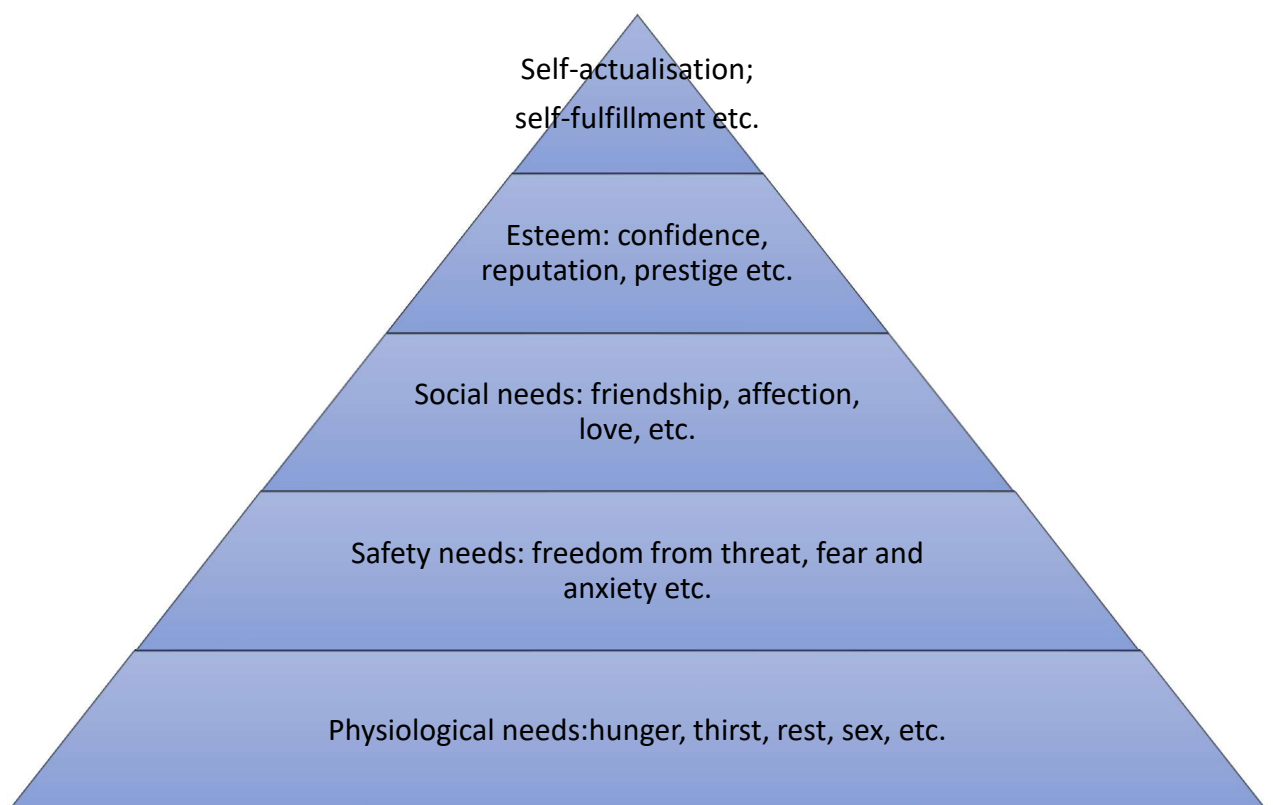 Self-actualisation;
self-fulfillment etc.
Esteem: confidence,
reputation, prestige etc.
Social needs: friendship, affection,
love, etc.
Safety needs: freedom from threat, fear and
anxiety etc.
Physiological needs:hunger, thirst, rest, sex, etc.